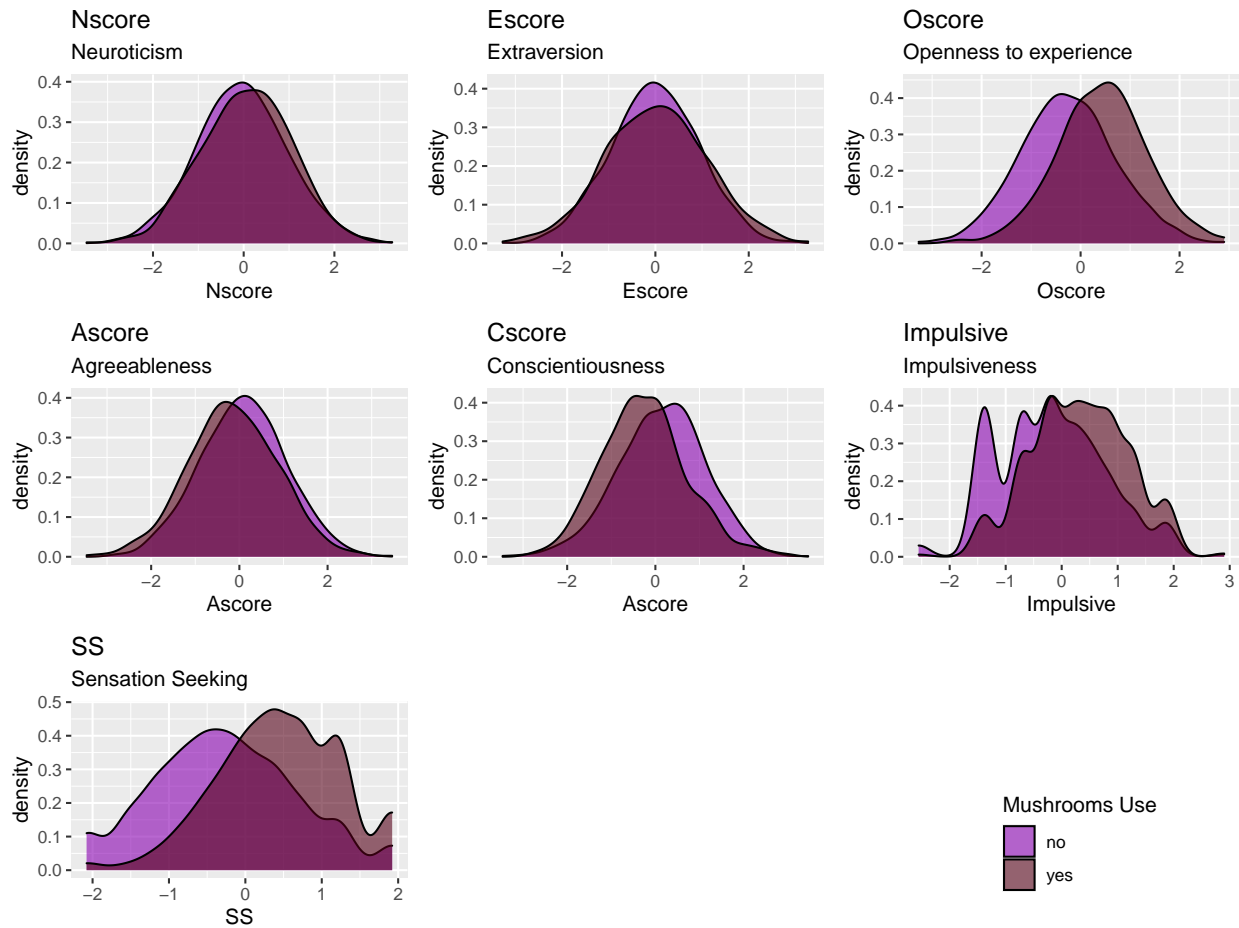 Nscore
Neuroticism
density
0.4
0.3
0.2
0.1
0.0
−2 0 2
Nscore
Escore
Extraversion
density
0.4
0.3
0.2
0.1
0.0
−2 0 2
Escore
Oscore
Openness to experience
density
0.4
0.3
0.2
0.1
0.0
−2 0 2
Oscore
Ascore
Agreeableness
density
0.4
0.3
0.2
0.1
0.0
−2 0 2
Ascore
Cscore
Conscientiousness
density
0.4
0.3
0.2
0.1
0.0
−2 0 2
Ascore
Impulsive
Impulsiveness
density
0.4
0.3
0.2
0.1
0.0
−2 −1 0 1 2 3
Impulsive
SS
Sensation Seeking
density
0.5
0.4
0.3
0.2
0.1
0.0
−2 −1 0 1 2
SS
Mushrooms Use
no
yes